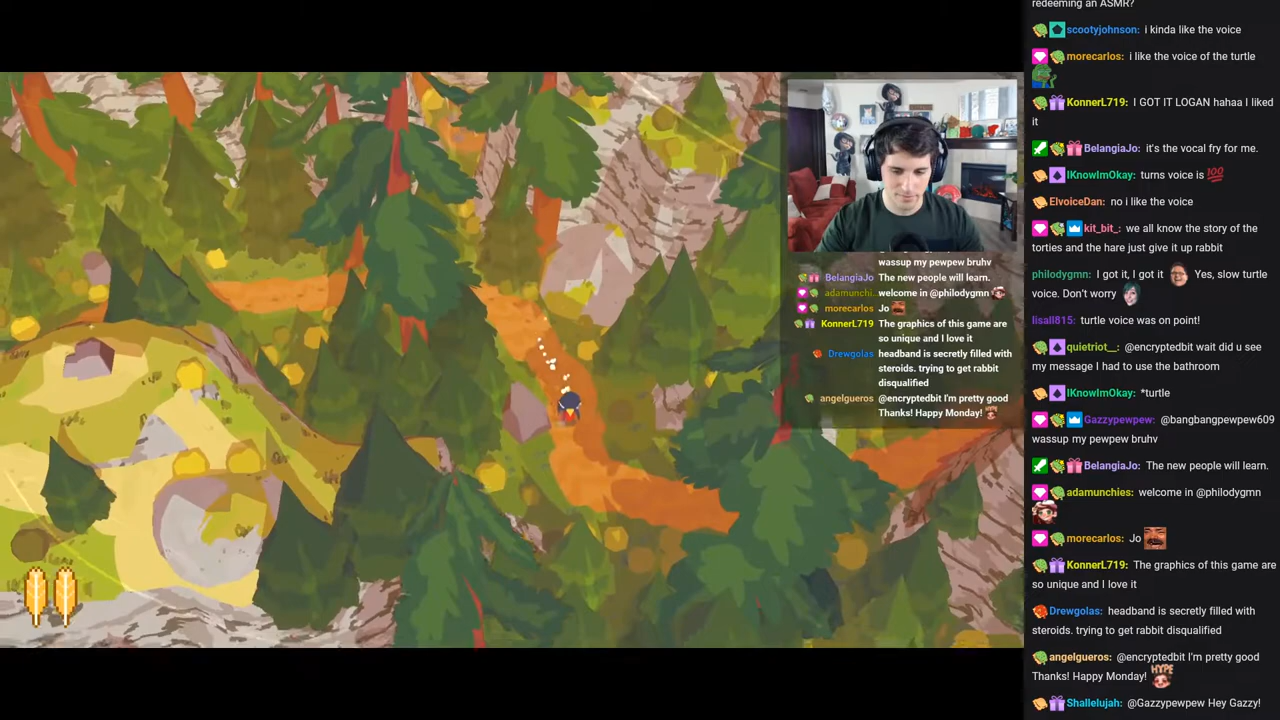 wassup my pewpew bruhv
BelangiaJo The new people will learn.
adamunchi.. welcome in @philodygmn
morecarlos Jo
KonnerL719 The graphics of this game are
so unique and I love it
Drewgolas headband is secretly filled with
steroids. trying to get rabbit
disqualified
angelgueros @encryptedbit I'm pretty good
Thanks! Happy Monday!
redeeming an ASMR?
scootyjohnson: i kinda like the voice
morecarlos: i like the voice of the turtle
KonnerL719: I GOT IT LOGAN hahaa I liked
it
BelangiaJo: it's the vocal fry for me.
IKnowImOkay: turns voice is 100
ElvoiceDan: no i like the voice
kit_bit_: we all know the story of the
torties and the hare just give it up rabbit
philodygmn: I got it, I got it Yes, slow turtle
voice. Don't worry
lisall815: turtle voice was on point!
quietriot__: @encryptedbit wait did u see
my message I had to use the bathroom
IKnowImOkay: *turtle
Gazzypewpew: @bangbangpewpew609
wassup my pewpew bruhv
BelangiaJo: The new people will learn.
adamunchies: welcome in @philodygmn
morecarlos: Jo
KonnerL719: The graphics of this game are
so unique and I love it
Drewgolas: headband is secretly filled with
steroids. trying to get rabbit disqualified
angelgueros: @encryptedbit I'm pretty good
Thanks! Happy Monday! HYPE
Shallelujah: @Gazzypewpew Hey Gazzy!